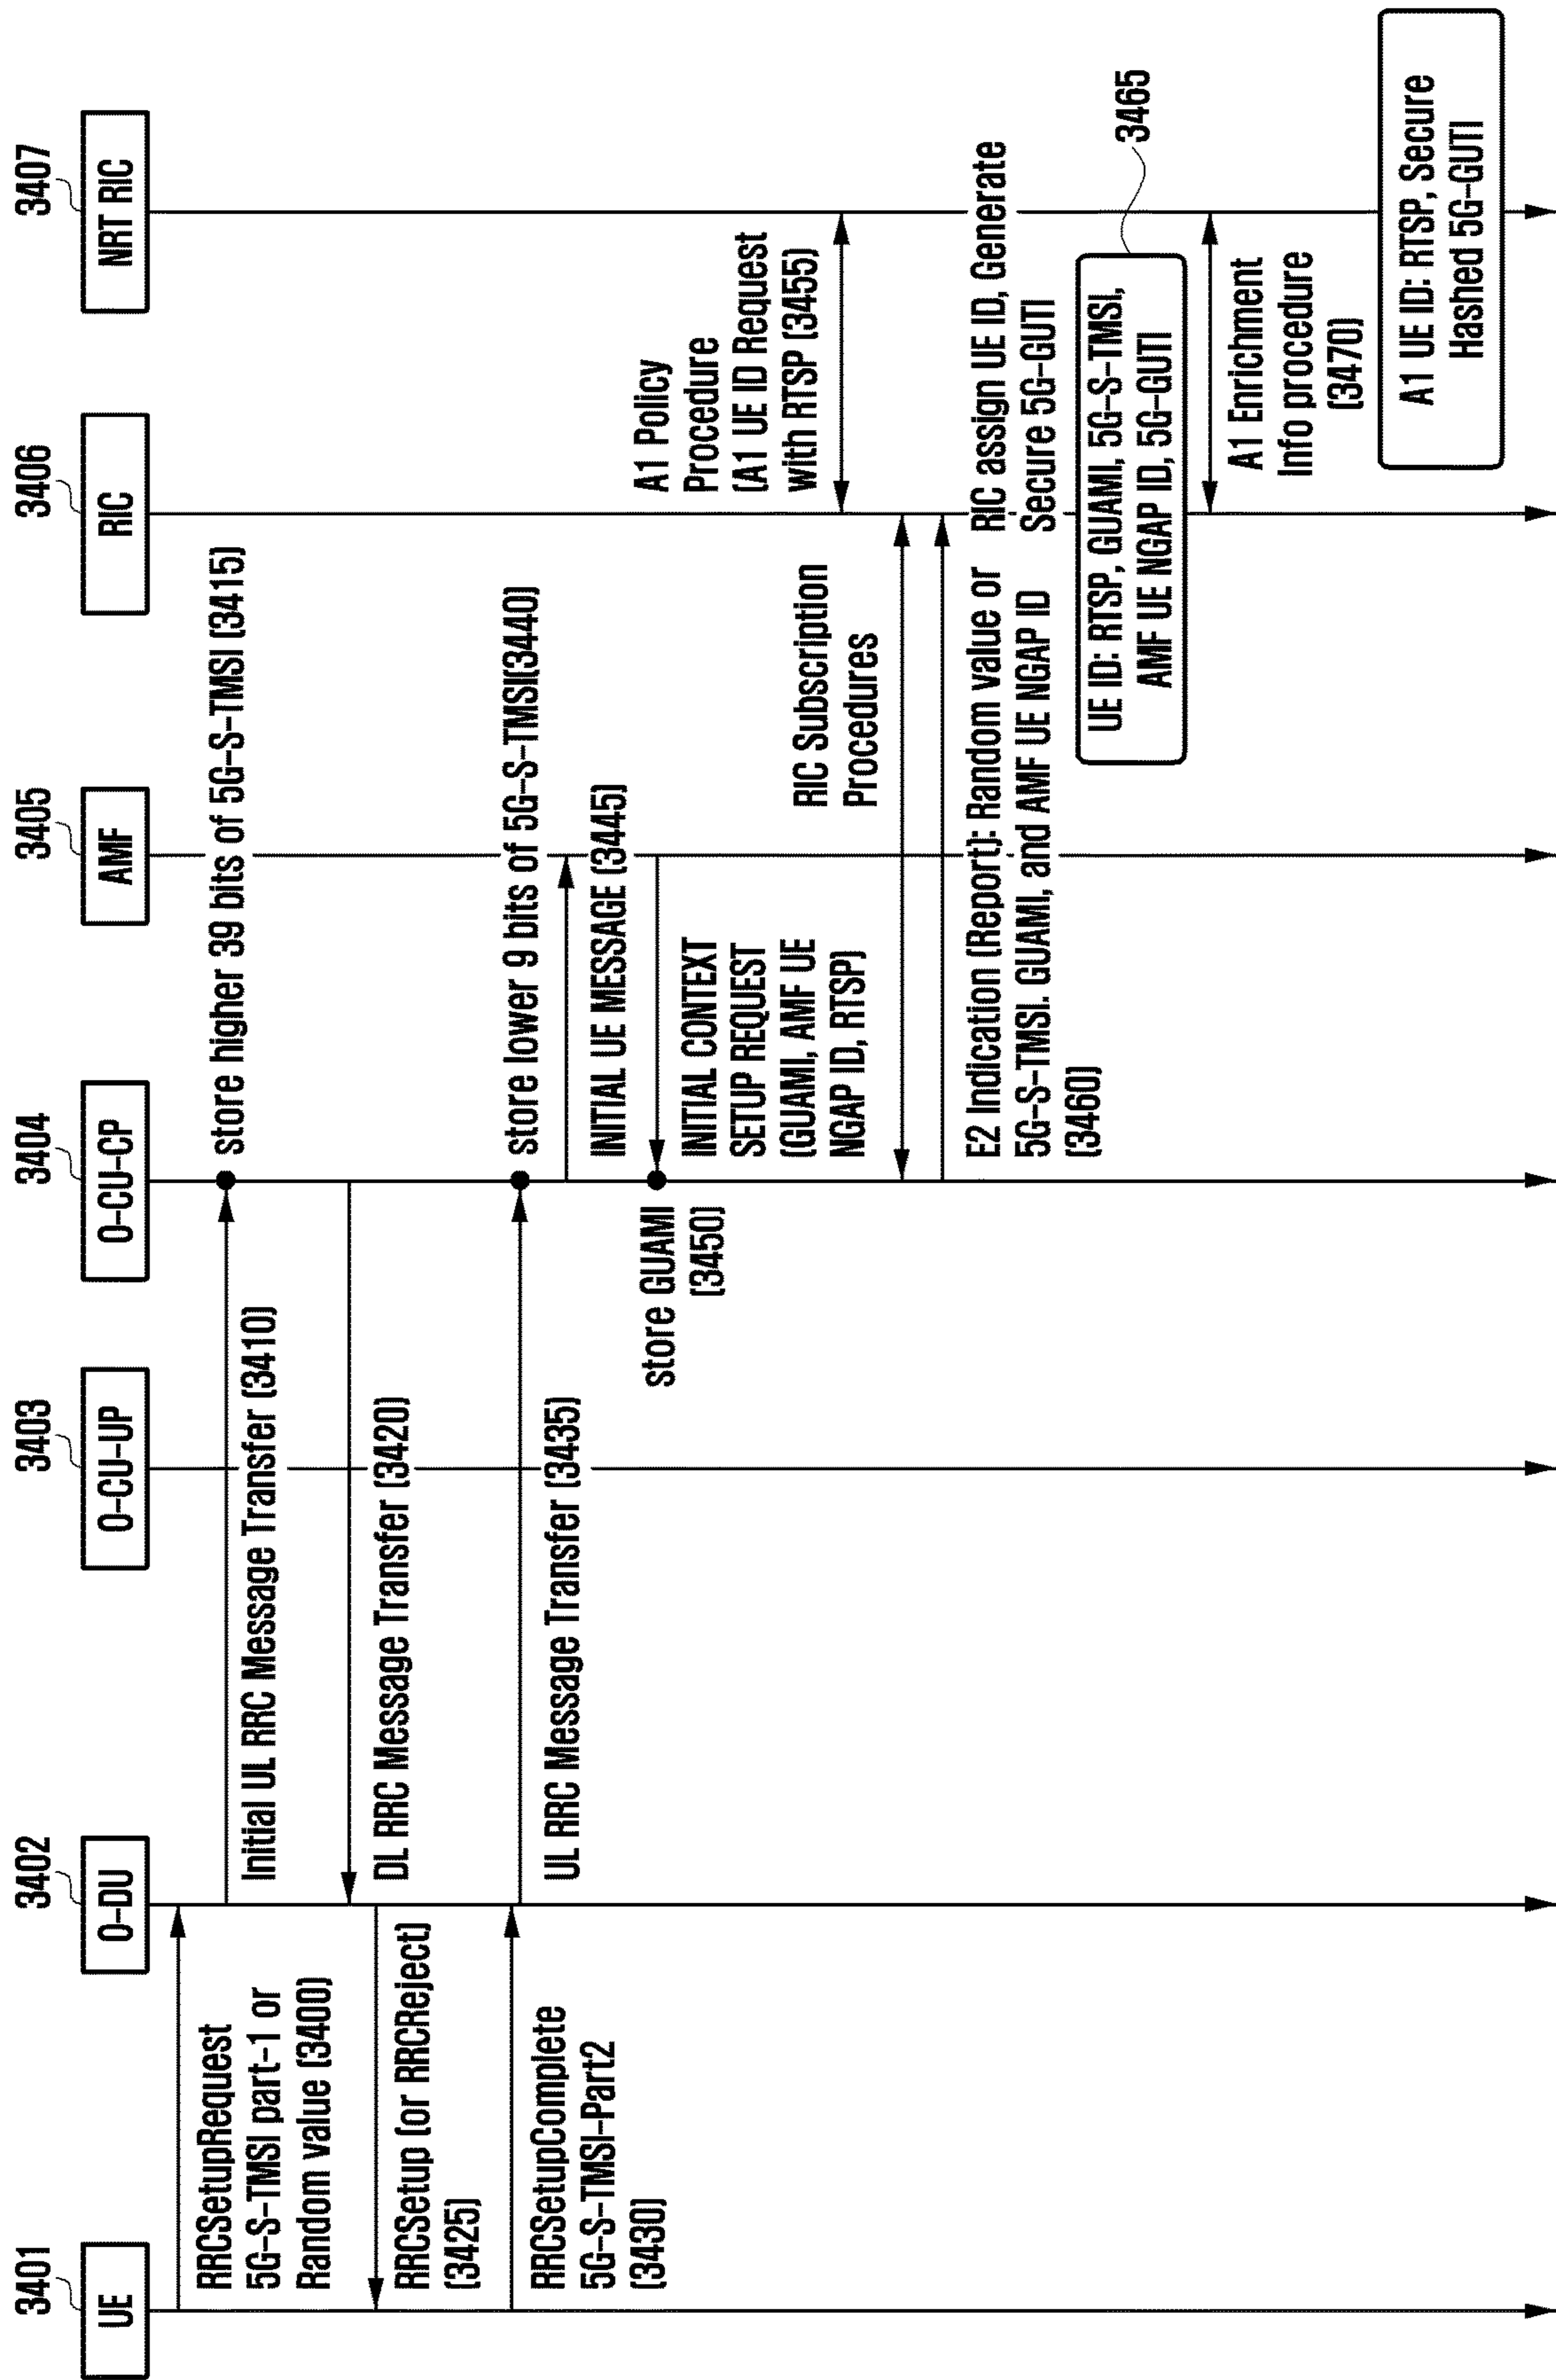 3401
UE
3402
O-DU
3403
O-CU-UP
3404
O-CU-CP
3405
AMF
3406
RIC
3407
NRT RIC
RRCSetupRequest
5G-S-TMSI part-1 or
Random value (3400)
Initial UL RRC Message Transfer (3410)
store higher 39 bits of 5G-S-TMSI (3415)
DL RRC Message Transfer (3420)
RRCSetup (or RRCReject)
(3425)
RRCSetupComplete
5G-S-TMSI-Part2
(3430)
UL RRC Message Transfer (3435)
store lower 9 bits of 5G-S-TMSI(3440)
INITIAL UE MESSAGE (3445)
INITIAL CONTEXT
SETUP REQUEST
(GUAMI, AMF UE
NGAP ID, RTSP)
store GUAMI
(3450)
A1 Policy
Procedure
(A1 UE ID Request
with RTSP (3455)
RIC Subscription
Procedures
E2 Indication (Report): Random value or
5G-S-TMSI. GUAMI, and AMF UE NGAP ID
(3460)
RIC assign UE ID, Generate
Secure 5G-GUTI
3465
UE ID: RTSP, GUAMI, 5G-S-TMSI,
AMF UE NGAP ID, 5G-GUTI
A1 Enrichment
Info procedure
(3470)
A1 UE ID: RTSP, Secure
Hashed 5G-GUTI